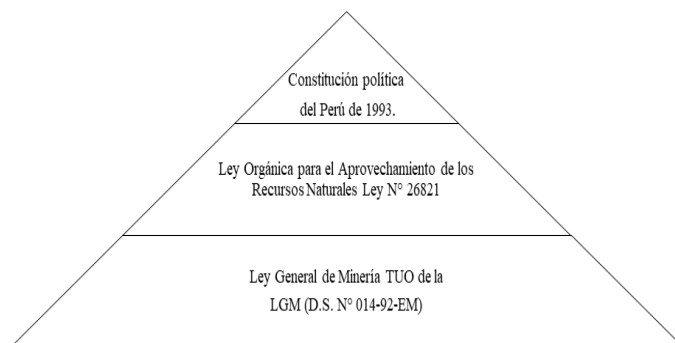 Constitución política
del Perú de 1993.
Ley Orgánica para el Aprovechamiento de los
Recursos Naturales Ley N° 26821
Ley General de Minería TUO de la
LGM (D.S. N° 014-92-EM)